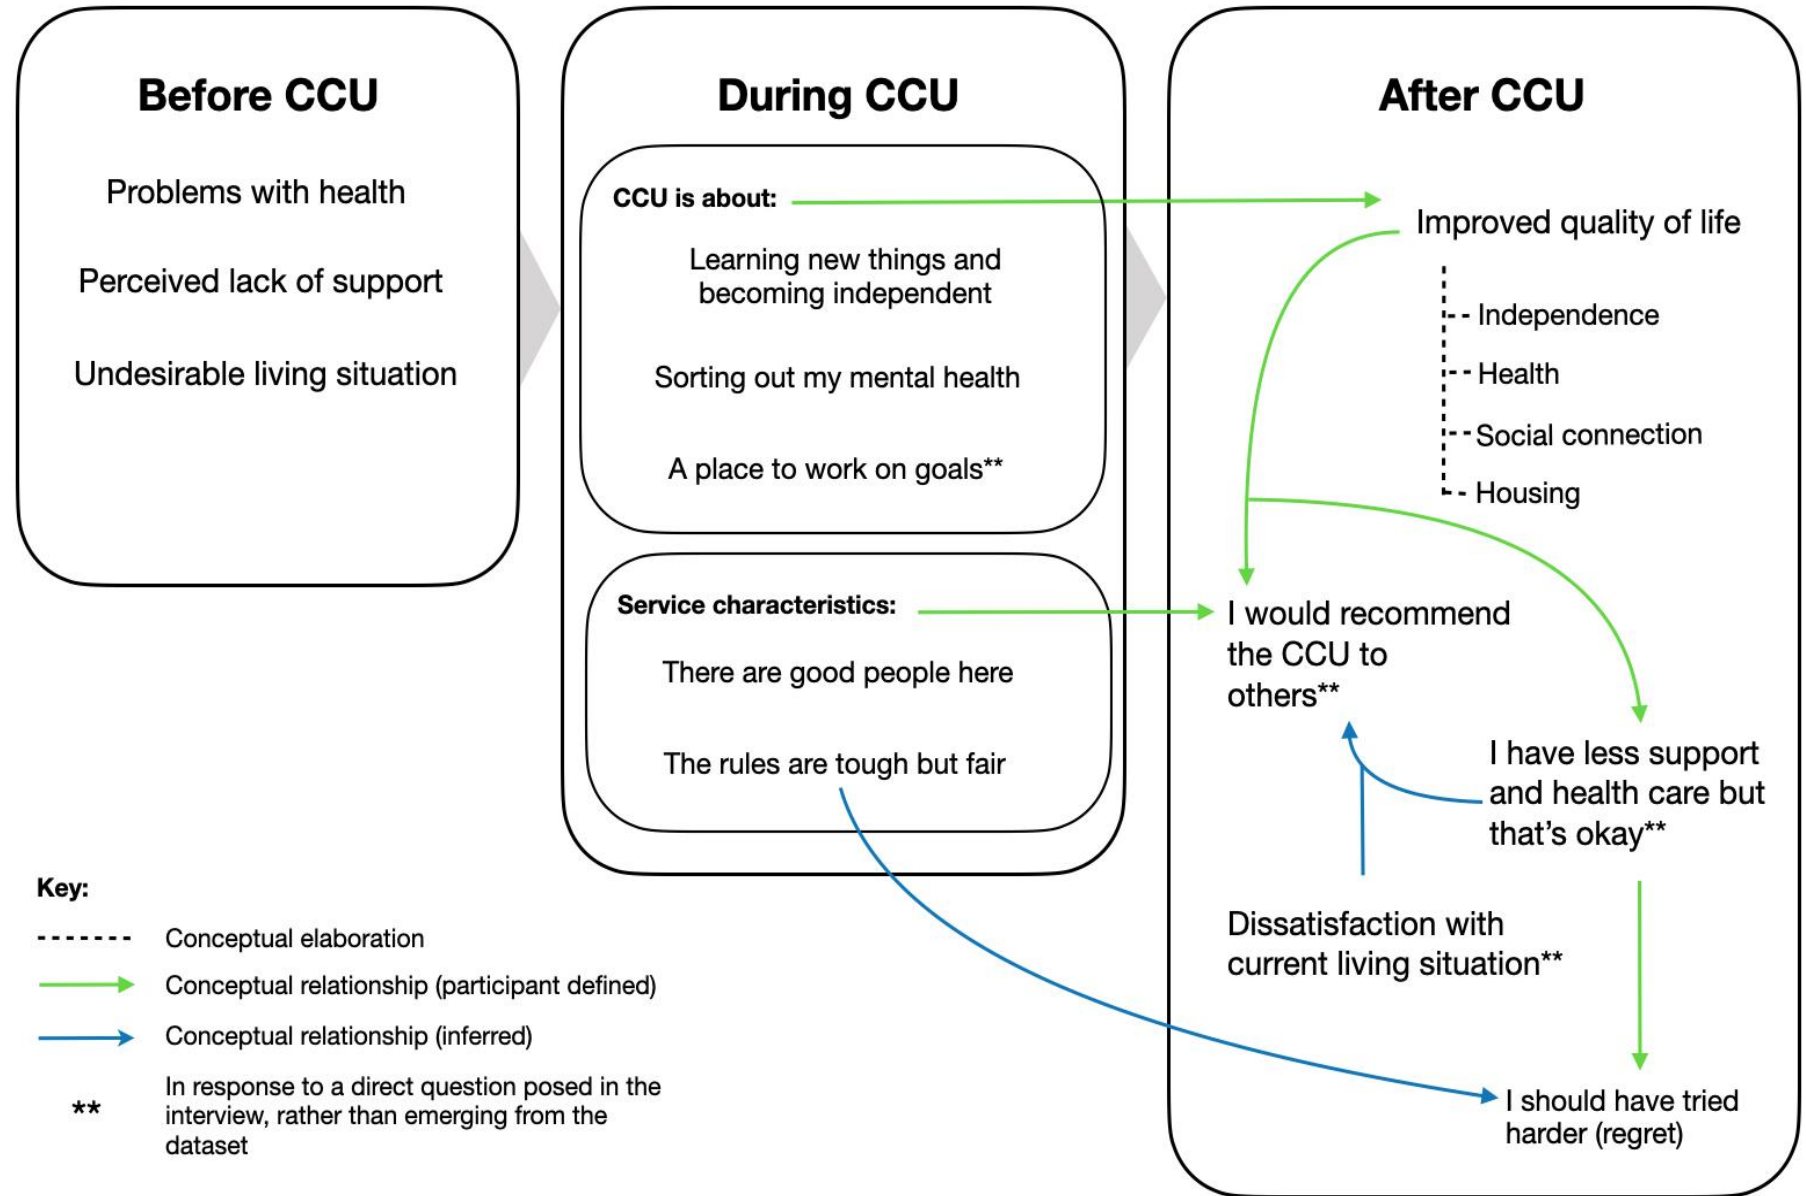 Before CCU
Problems with health
Perceived lack of support
Undesirable living situation
During CCU
CCU is about:
Learning new things and
becoming independent
Sorting out my mental health
A place to work on goals**
Service characteristics:
There are good people here
The rules are tough but fair
After CCU
Improved quality of life
Independence
Health
Social connection
Housing
I would recommend
the CCU to
others**
I have less support
and health care but
that’s okay**
Dissatisfaction with
current living situation**
I should have tried
harder (regret)
Key:
Conceptual elaboration
Conceptual relationship (participant defined)
Conceptual relationship (inferred)
**
In response to a direct question posed in the
interview, rather than emerging from the
dataset